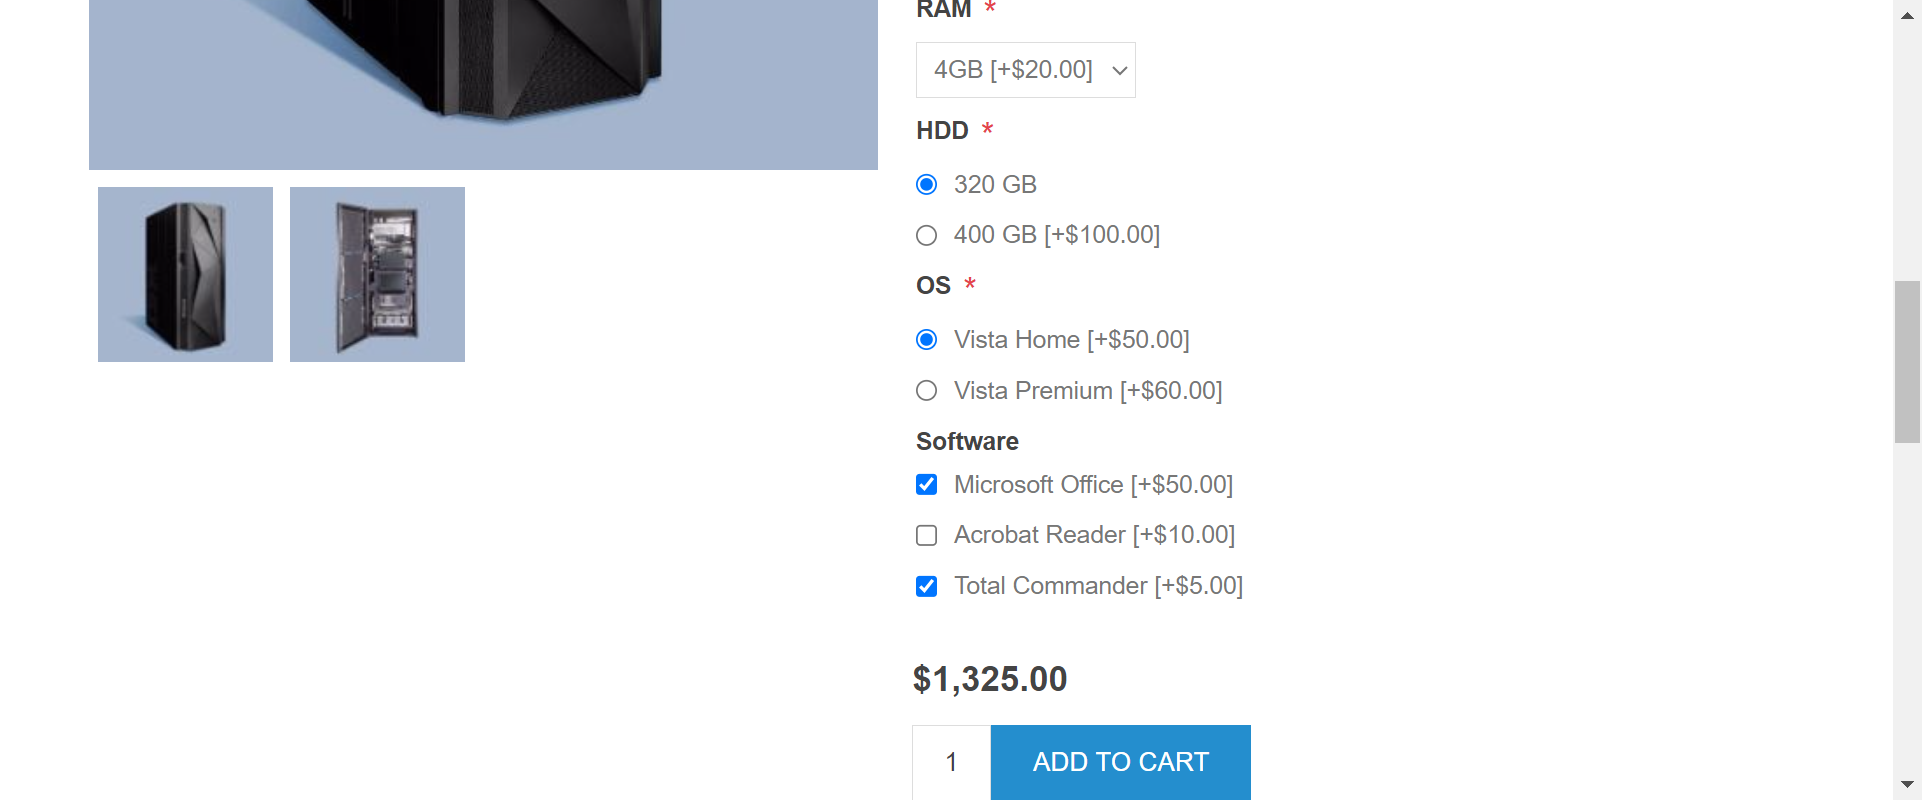 RAM *
4GB [+$20.00]
HDD *
320 GB
400 GB [+$100.00]
OS *
Vista Home [+$50.00]
Vista Premium [+$60.00]
Software
Microsoft Office [+$50.00]
Acrobat Reader [+$10.00]
Total Commander [+$5.00]
$1,325.00
1
ADD TO CART